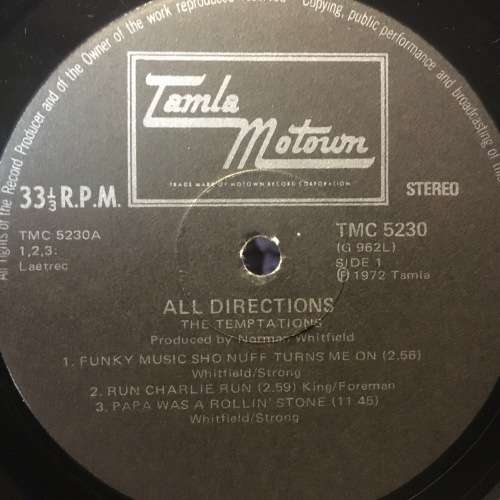 All rights of the Record Producer and of the Owner of the work reproduced reserved
Copying, public performance and broadcasting of
Tamla
Motown
TRADE MARK OF MOTOWN RECORD CORPORATION
33⅓ R.P.M.
STEREO
TMC 5230A
1,2,3:
Laetrec
TMC 5230
(G 962L)
SIDE 1
Ⓟ 1972 Tamla
ALL DIRECTIONS
THE TEMPTATIONS
Produced by Norman Whitfield
1. FUNKY MUSIC SHO NUFF TURNS ME ON (2.56)
Whitfield/Strong
2. RUN CHARLIE RUN (2.59) King/Foreman
3. PAPA WAS A ROLLIN' STONE (11.45)
Whitfield/Strong